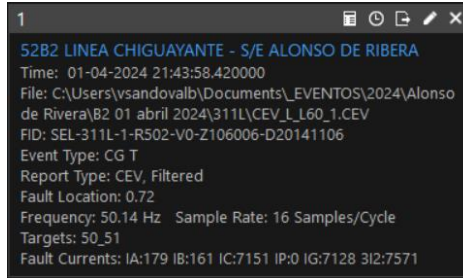 1
52B2 LINEA CHIGUAYANTE - S/E ALONSO DE RIBERA
Time: 01-04-2024 21:43:58.420000
File: C:\Users\vsandovalb\Documents\_EVENTOS\2024\Alonso
de Rivera\B2 01 abril 2024\311L\CEV_L_L60_1.CEV
FID: SEL-311L-1-R502-V0-Z106006-D20141106
Event Type: CG T
Report Type: CEV, Filtered
Fault Location: 0.72
Frequency: 50.14 Hz   Sample Rate: 16 Samples/Cycle
Targets: 50_51
Fault Currents: IA:179 IB:161 IC:7151 IP:0 IG:7128 3I2:7571